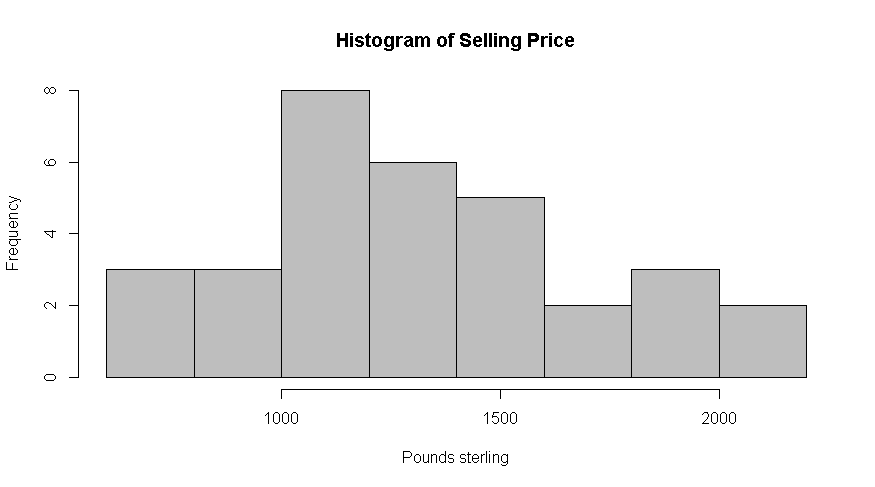 Histogram of Selling Price
Frequency
8
6
4
2
0
1000 1500 2000
Pounds sterling